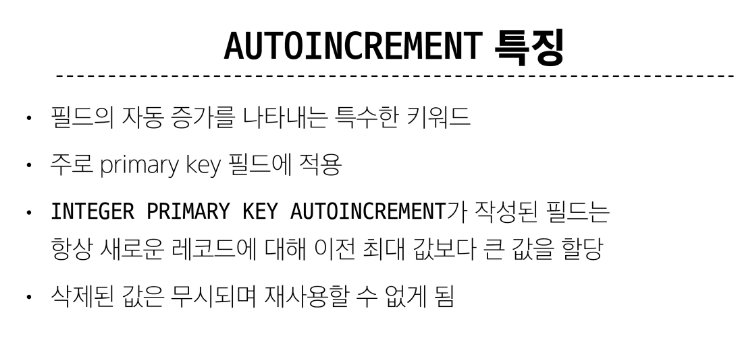 AUTOINCREMENT 특징
• 필드의 자동 증가를 나타내는 특수한 키워드
• 주로 primary key 필드에 적용
• INTEGER PRIMARY KEY AUTOINCREMENT가 작성된 필드는
항상 새로운 레코드에 대해 이전 최대 값보다 큰 값을 할당
• 삭제된 값은 무시되며 재사용할 수 없게 됨